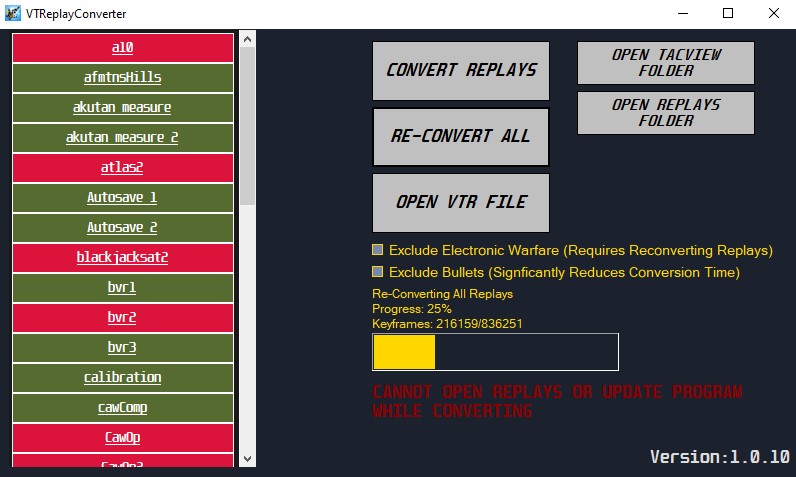 VTReplayConverter
a10
afmtnsHills
akutan measure
akutan measure 2
atlas2
Autosave 1
Autosave 2
blackjacksat2
bvr1
bvr2
bvr3
calibration
cawComp
CawOp
CawOp2
CONVERT REPLAYS
RE-CONVERT ALL
OPEN VTR FILE
OPEN TACVIEW
FOLDER
OPEN REPLAYS
FOLDER
Exclude Electronic Warfare (Requires Reconverting Replays)
Exclude Bullets (Signficantly Reduces Conversion Time)
Re-Converting All Replays
Progress: 25%
Keyframes: 216159/836251
CANNOT OPEN REPLAYS OR UPDATE PROGRAM
WHILE CONVERTING
Version:1.0.10